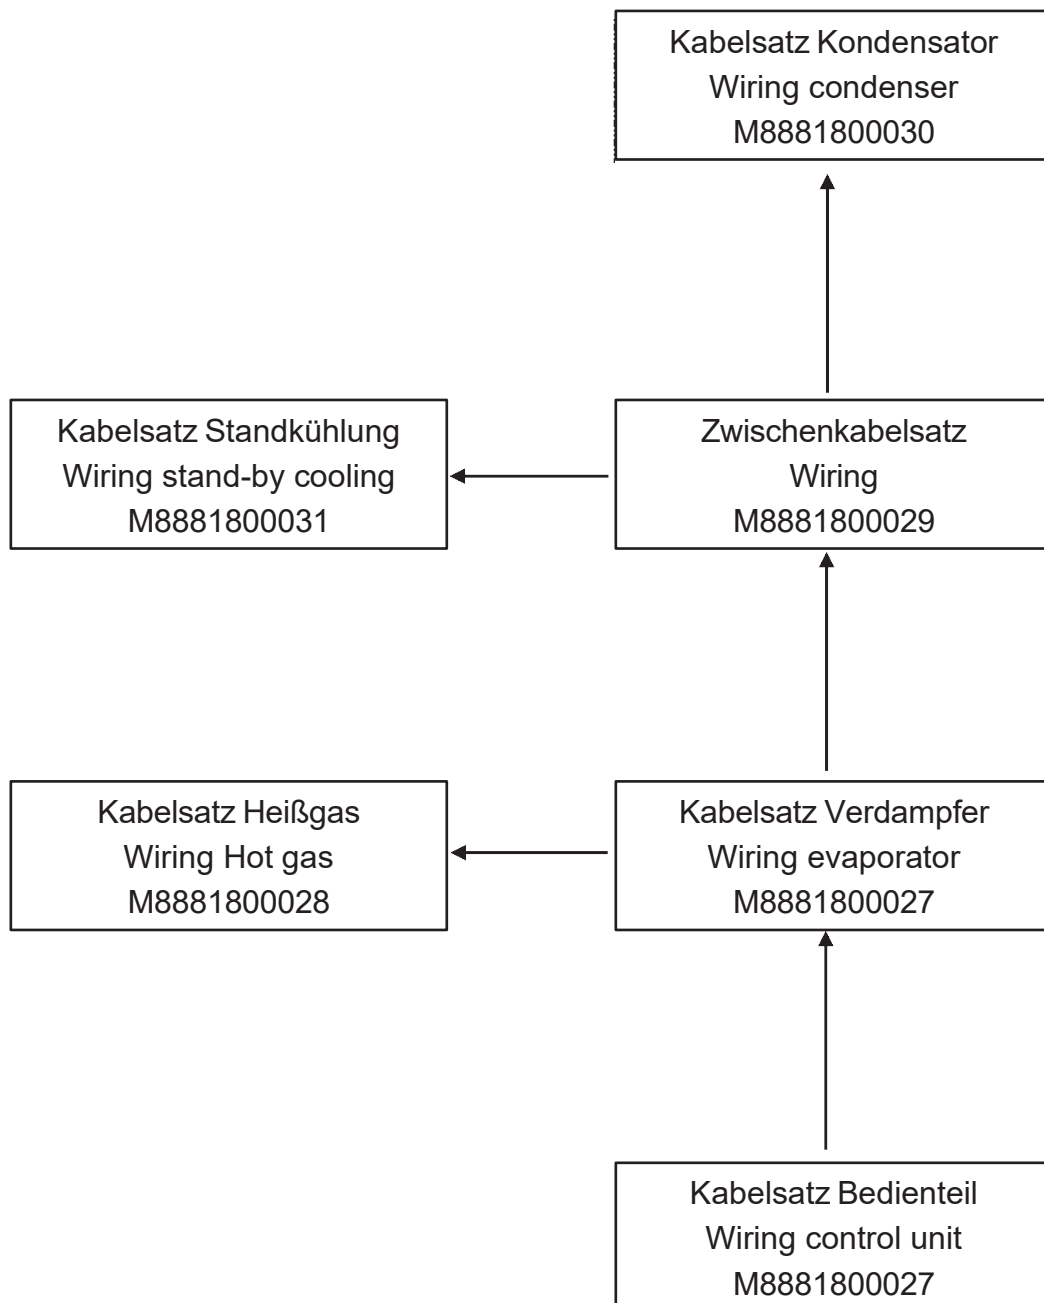 Kabelsatz Kondensator
Wiring condenser
M8881800030
Kabelsatz Standkühlung
Wiring stand-by cooling
M8881800031
Zwischenkabelsatz
Wiring
M8881800029
Kabelsatz Heißgas
Wiring Hot gas
M8881800028
Kabelsatz Verdampfer
Wiring evaporator
M8881800027
Kabelsatz Bedienteil
Wiring control unit
M8881800027